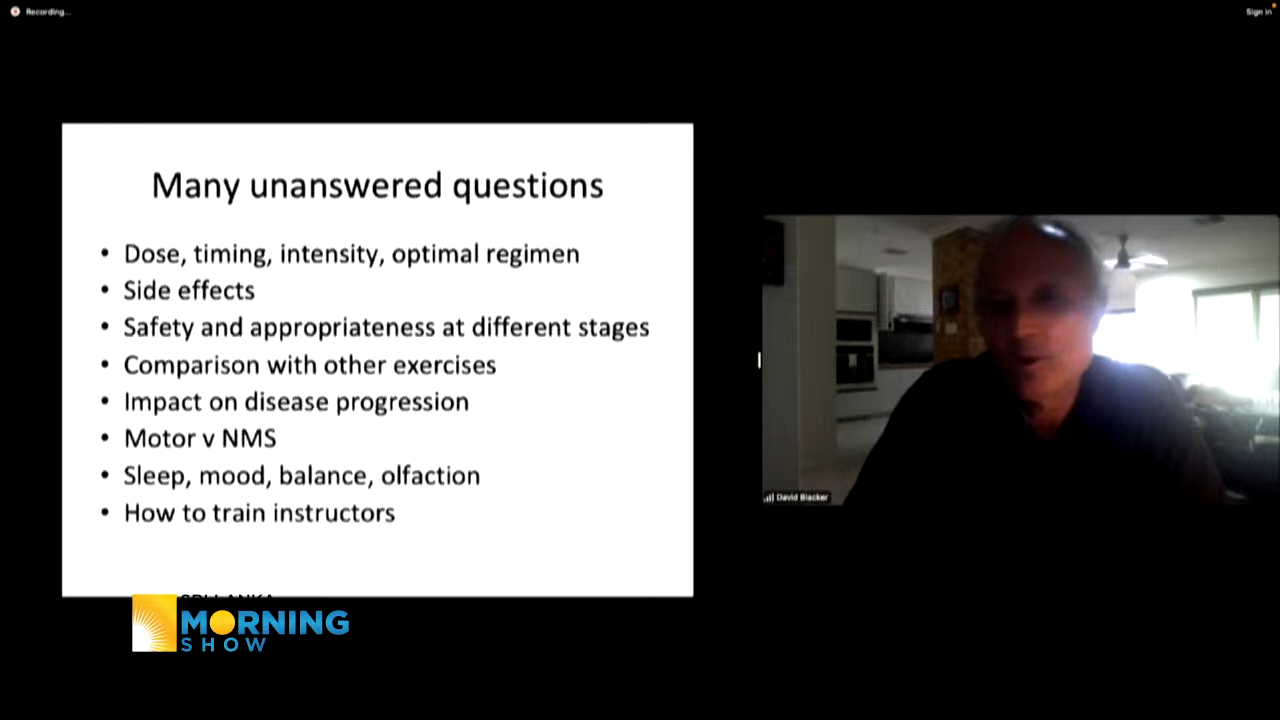 Recording...
Sign in
Many unanswered questions
• Dose, timing, intensity, optimal regimen
• Side effects
• Safety and appropriateness at different stages
• Comparison with other exercises
• Impact on disease progression
• Motor v NMS
• Sleep, mood, balance, olfaction
• How to train instructors
David Blacker
SRI LANKA
MORNING
SHOW